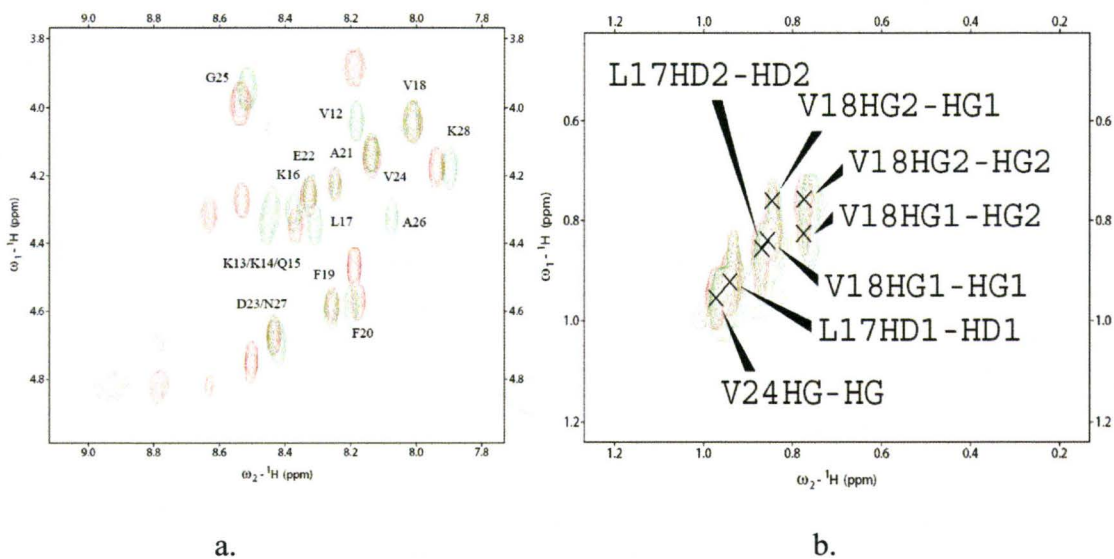 9.0 8.8 8.6 8.4 8.2 8.0 7.8
3.8 3.8
G25
V18
4.0 4.0
V12
K28
A21
E22
4.2 4.2
K16
V24
L17
A26
4.4 4.4
K13/K14/Q15
F19
D23/N27
4.6 4.6
F20
4.8 4.8
9.0 8.8 8.6 8.4 8.2 8.0 7.8
ω1 - 1H (ppm)
ω2 - 1H (ppm)
a.
1.2 1.0 0.8 0.6 0.4 0.2
L17HD2-HD2
V18HG2-HG1
0.6 0.6
V18HG2-HG2
0.8 0.8
V18HG1-HG2
V18HG1-HG1
1.0 1.0
L17HD1-HD1
V24HG-HG
1.2 1.2
1.2 1.0 0.8 0.6 0.4 0.2
ω1 - 1H (ppm)
ω2 - 1H (ppm)
b.